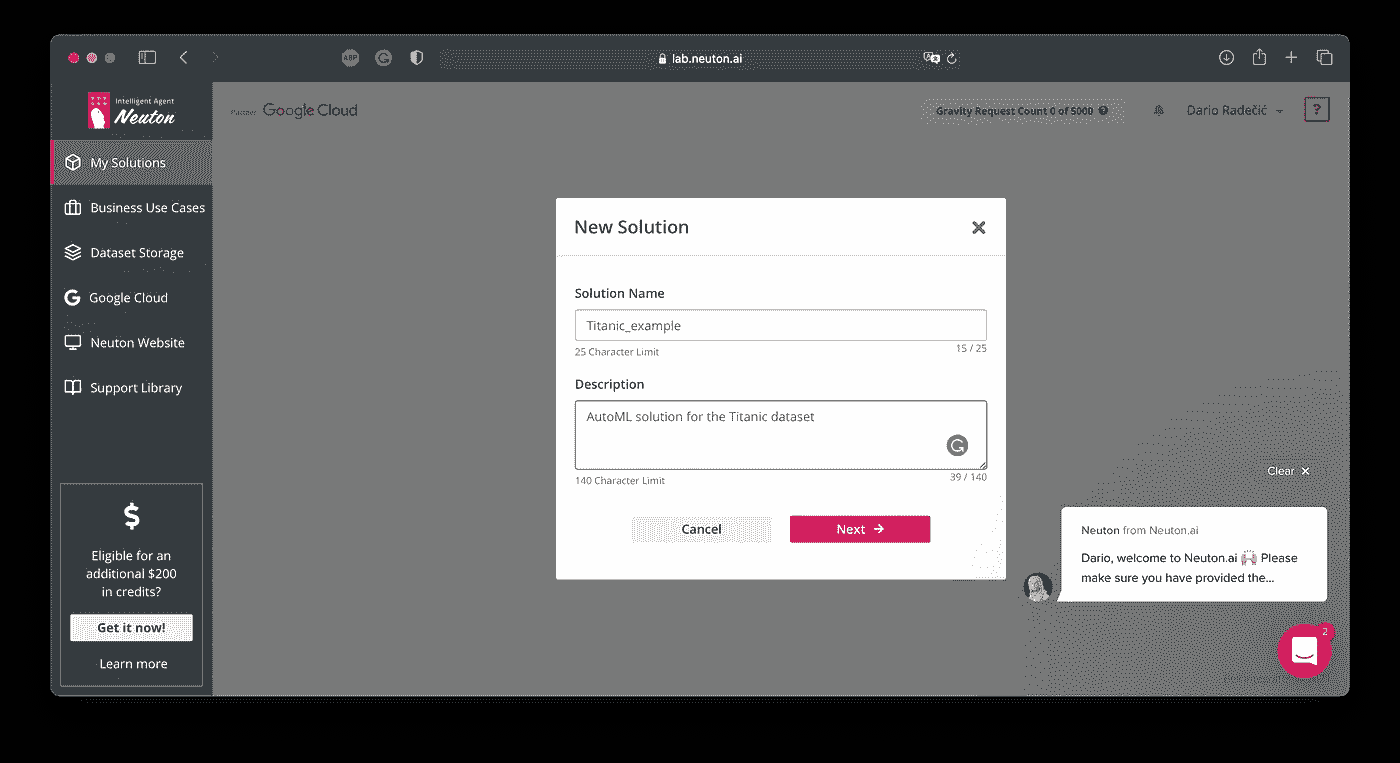 ABP
lab.neuton.ai
Intelligent Agent
Neuton
Partner Google Cloud
Gravity Request Count 0 of 5000 ?
Dario Radečić
?
My Solutions
Business Use Cases
Dataset Storage
Google Cloud
Neuton Website
Support Library
$
Eligible for an
additional $200
in credits?
Get it now!
Learn more
New Solution
Solution Name
Titanic_example
25 Character Limit
15 / 25
Description
AutoML solution for the Titanic dataset
140 Character Limit
39 / 140
Cancel
Next →
Clear ×
Neuton from Neuton.ai
Dario, welcome to Neuton.ai 🙌 Please
make sure you have provided the...
2